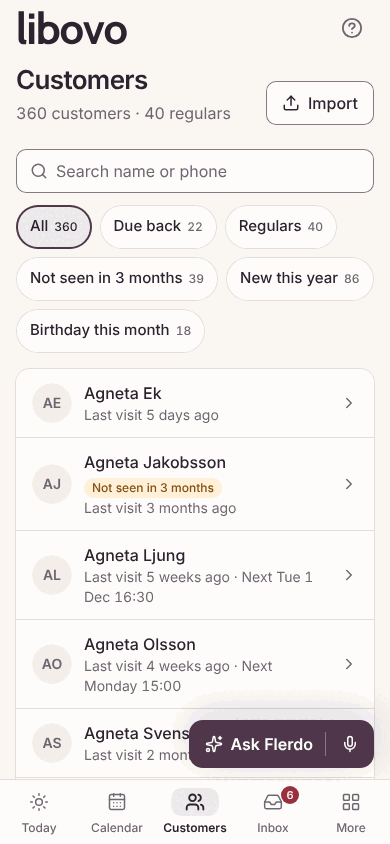 libovo
Customers
360 customers · 40 regulars
Import
Search name or phone
All 360
Due back 22
Regulars 40
Not seen in 3 months 39
New this year 86
Birthday this month 18
AE
Agneta Ek
Last visit 5 days ago
AJ
Agneta Jakobsson
Not seen in 3 months
Last visit 3 months ago
AL
Agneta Ljung
Last visit 5 weeks ago · Next Tue 1
Dec 16:30
AO
Agneta Olsson
Last visit 4 weeks ago · Next
Monday 15:00
AS
Agneta Svens
Last visit 2 mon
Ask Flerdo
6
Today
Calendar
Customers
Inbox
More